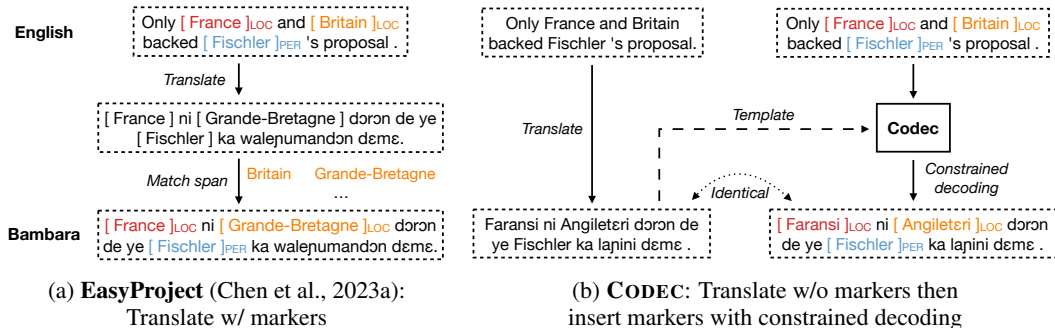 English
Only [ France ]LOC and [ Britain ]LOC
backed [ Fischler ]PER 's proposal .
Translate
[ France ] ni [ Grande-Bretagne ] dɔrɔn de ye
[ Fischler ] ka waleɲumandɔn dɛmɛ.
Match span
Britain Grande-Bretagne
...
Bambara
[ France ]LOC ni [ Grande-Bretagne ]LOC dɔrɔn
de ye [ Fischler ]PER ka waleɲumandɔn dɛmɛ.
(a) EasyProject (Chen et al., 2023a):
Translate w/ markers
Only France and Britain
backed Fischler 's proposal.
Translate
Template
Only [ France ]LOC and [ Britain ]LOC
backed [ Fischler ]PER 's proposal .
Codec
Constrained
decoding
Identical
Faransi ni Angiletɛri dɔrɔn de
ye Fischler ka laɲini dɛmɛ .
[ Faransi ]LOC ni [ Angiletɛri ]LOC dɔrɔn
de ye [ Fischler ]PER ka laɲini dɛmɛ .
(b) CODEC: Translate w/o markers then
insert markers with constrained decoding